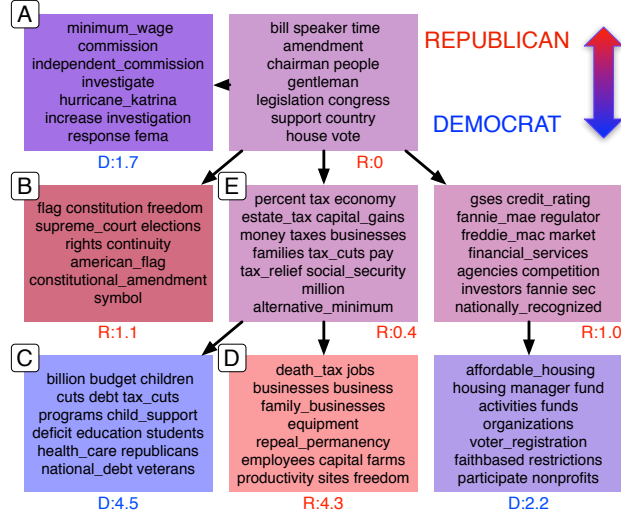 A
minimum_wage
commission
independent_commission
investigate
hurricane_katrina
increase investigation
response fema
D:1.7
bill speaker time
amendment
chairman people
gentleman
legislation congress
support country
house vote
R:0
REPUBLICAN
DEMOCRAT
B
flag constitution freedom
supreme_court elections
rights continuity
american_flag
constitutional_amendment
symbol
R:1.1
E
percent tax economy
estate_tax capital_gains
money taxes businesses
families tax_cuts pay
tax_relief social_security
million
alternative_minimum
R:0.4
gses credit_rating
fannie_mae regulator
freddie_mac market
financial_services
agencies competition
investors fannie sec
nationally_recognized
R:1.0
C
billion budget children
cuts debt tax_cuts
programs child_support
deficit education students
health_care republicans
national_debt veterans
D:4.5
D
death_tax jobs
businesses business
family_businesses
equipment
repeal_permanency
employees capital farms
productivity sites freedom
R:4.3
affordable_housing
housing manager fund
activities funds
organizations
voter_registration
faithbased restrictions
participate nonprofits
D:2.2